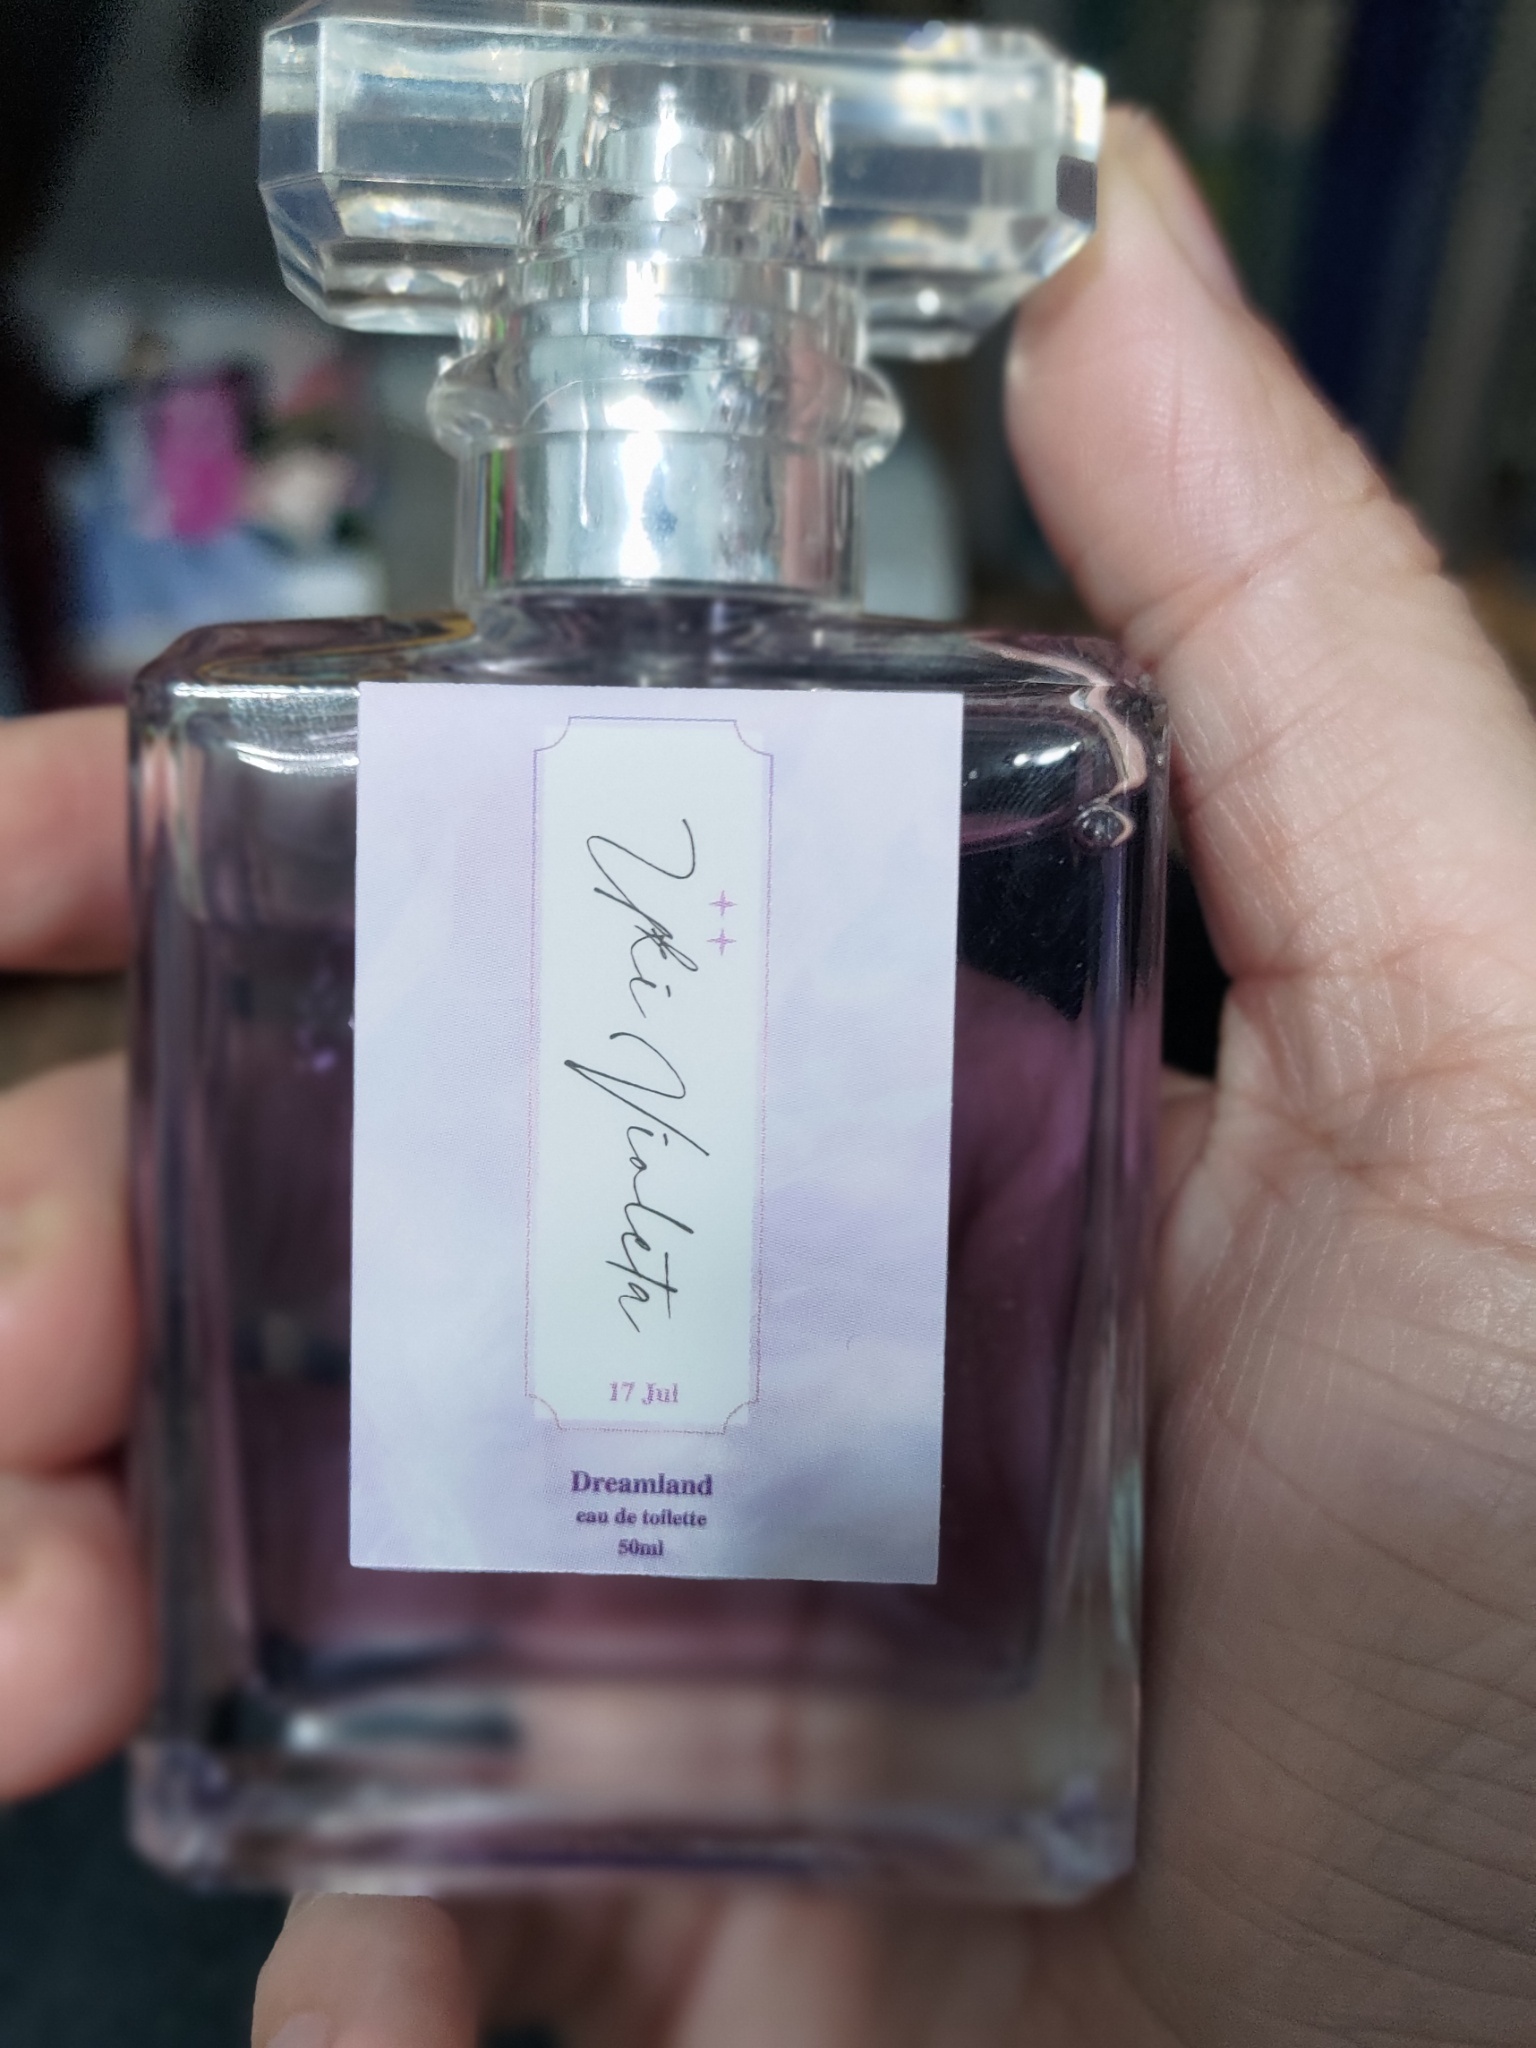 Uki Violeta
17 Jul
Dreamland
eau de toilette
50ml